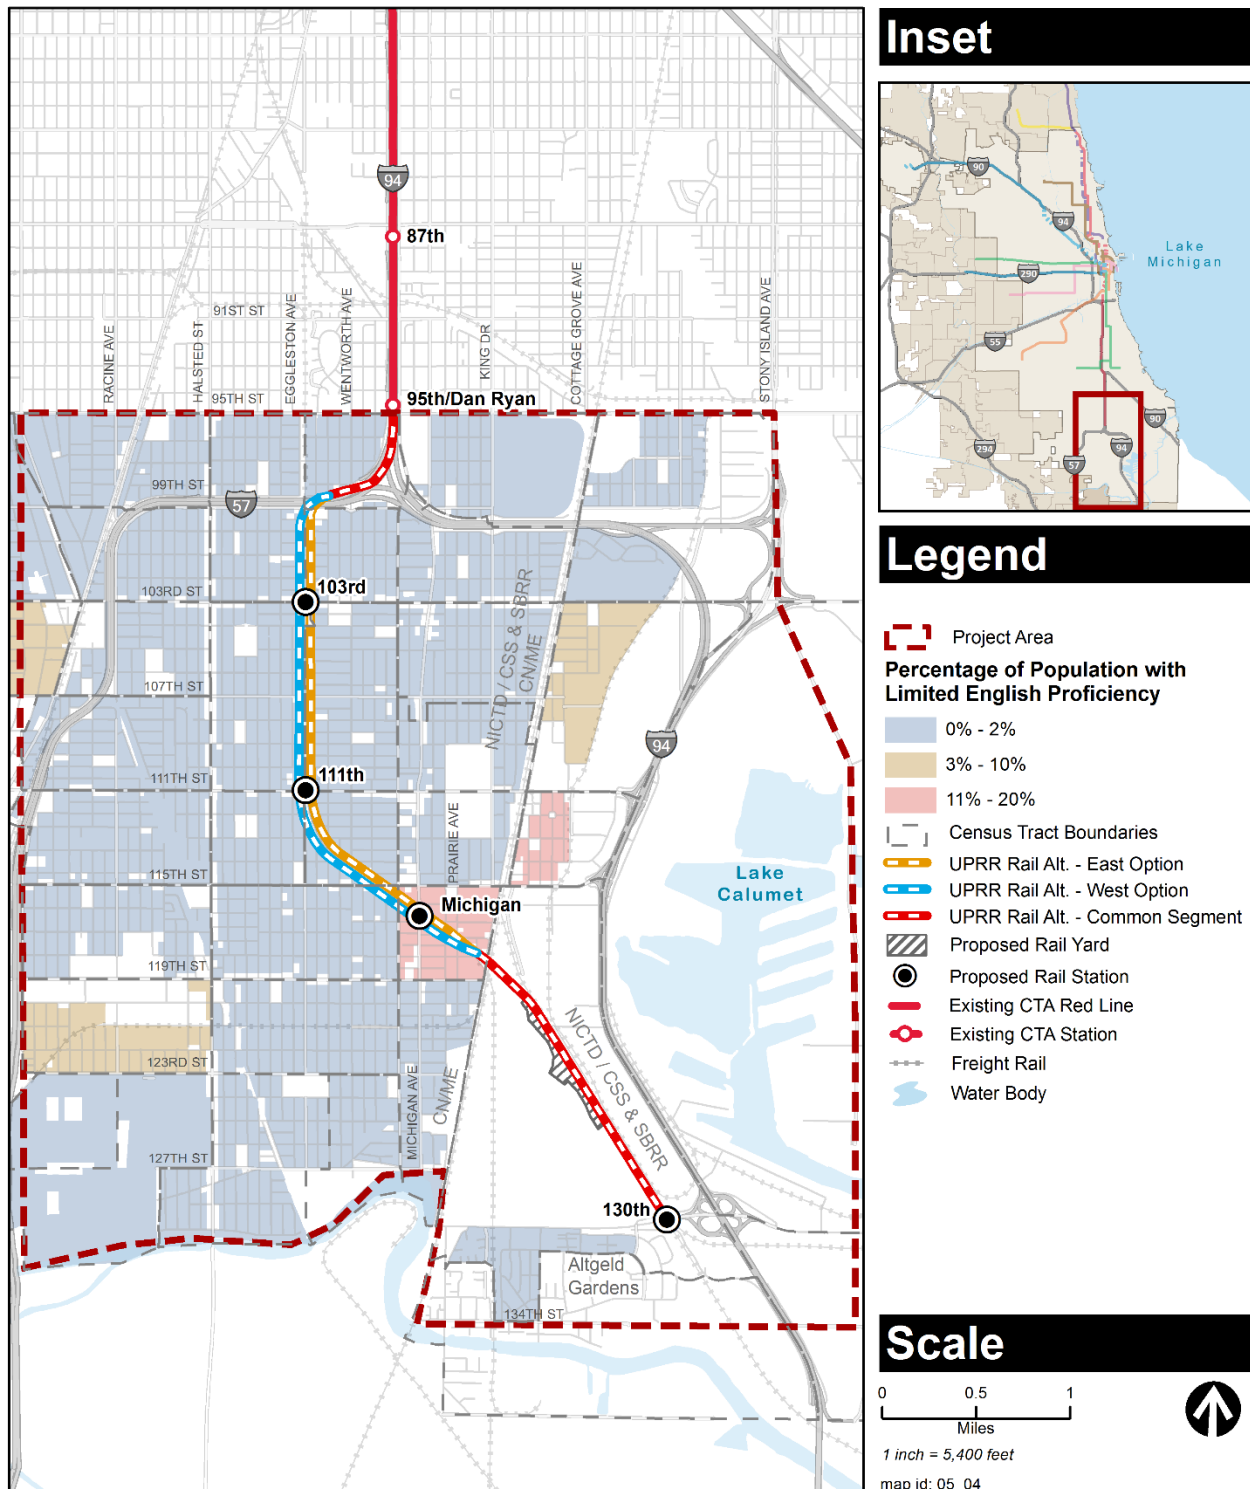 94
87th
91ST ST
RACINE AVE
HALSTED ST
EGGLESTON AVE
WENTWORTH AVE
KING DR
COTTAGE GROVE AVE
STONY ISLAND AVE
95TH ST
95th/Dan Ryan
99TH ST
57
103RD ST
103rd
NICTD / CSS & SBRR
CN/ME
107TH ST
94
111TH ST
111th
PRAIRIE AVE
115TH ST
Michigan
Lake
Calumet
119TH ST
NICTD / CSS & SBRR
123RD ST
MICHIGAN AVE
CN/ME
127TH ST
130th
Altgeld
Gardens
134TH ST
Inset
90
94
Lake
Michigan
290
55
90
294
57
94
Legend
Project Area
Percentage of Population with
Limited English Proficiency
0% - 2%
3% - 10%
11% - 20%
Census Tract Boundaries
UPRR Rail Alt. - East Option
UPRR Rail Alt. - West Option
UPRR Rail Alt. - Common Segment
Proposed Rail Yard
Proposed Rail Station
Existing CTA Red Line
Existing CTA Station
Freight Rail
Water Body
Scale
0 0.5 1
Miles
1 inch = 5,400 feet
map id: 05_04